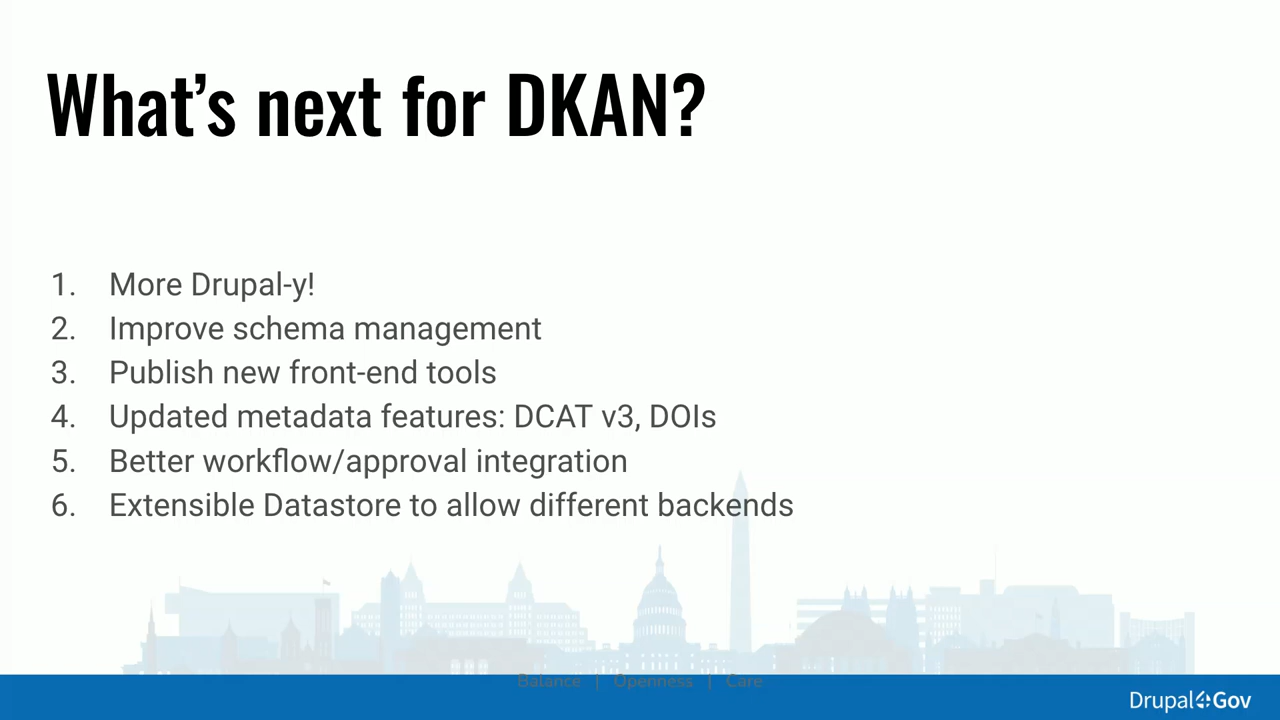 What's next for DKAN?
1. More Drupal-y!
2. Improve schema management
3. Publish new front-end tools
4. Updated metadata features: DCAT v3, DOIs
5. Better workflow/approval integration
6. Extensible Datastore to allow different backends
Balance | Openness | Care
Drupal4Gov